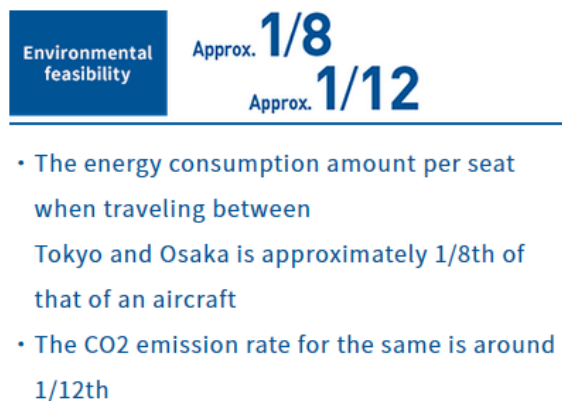 Environmental
feasibility
Approx. 1/8
Approx. 1/12
・The energy consumption amount per seat
when traveling between
Tokyo and Osaka is approximately 1/8th of
that of an aircraft
・The CO2 emission rate for the same is around
1/12th